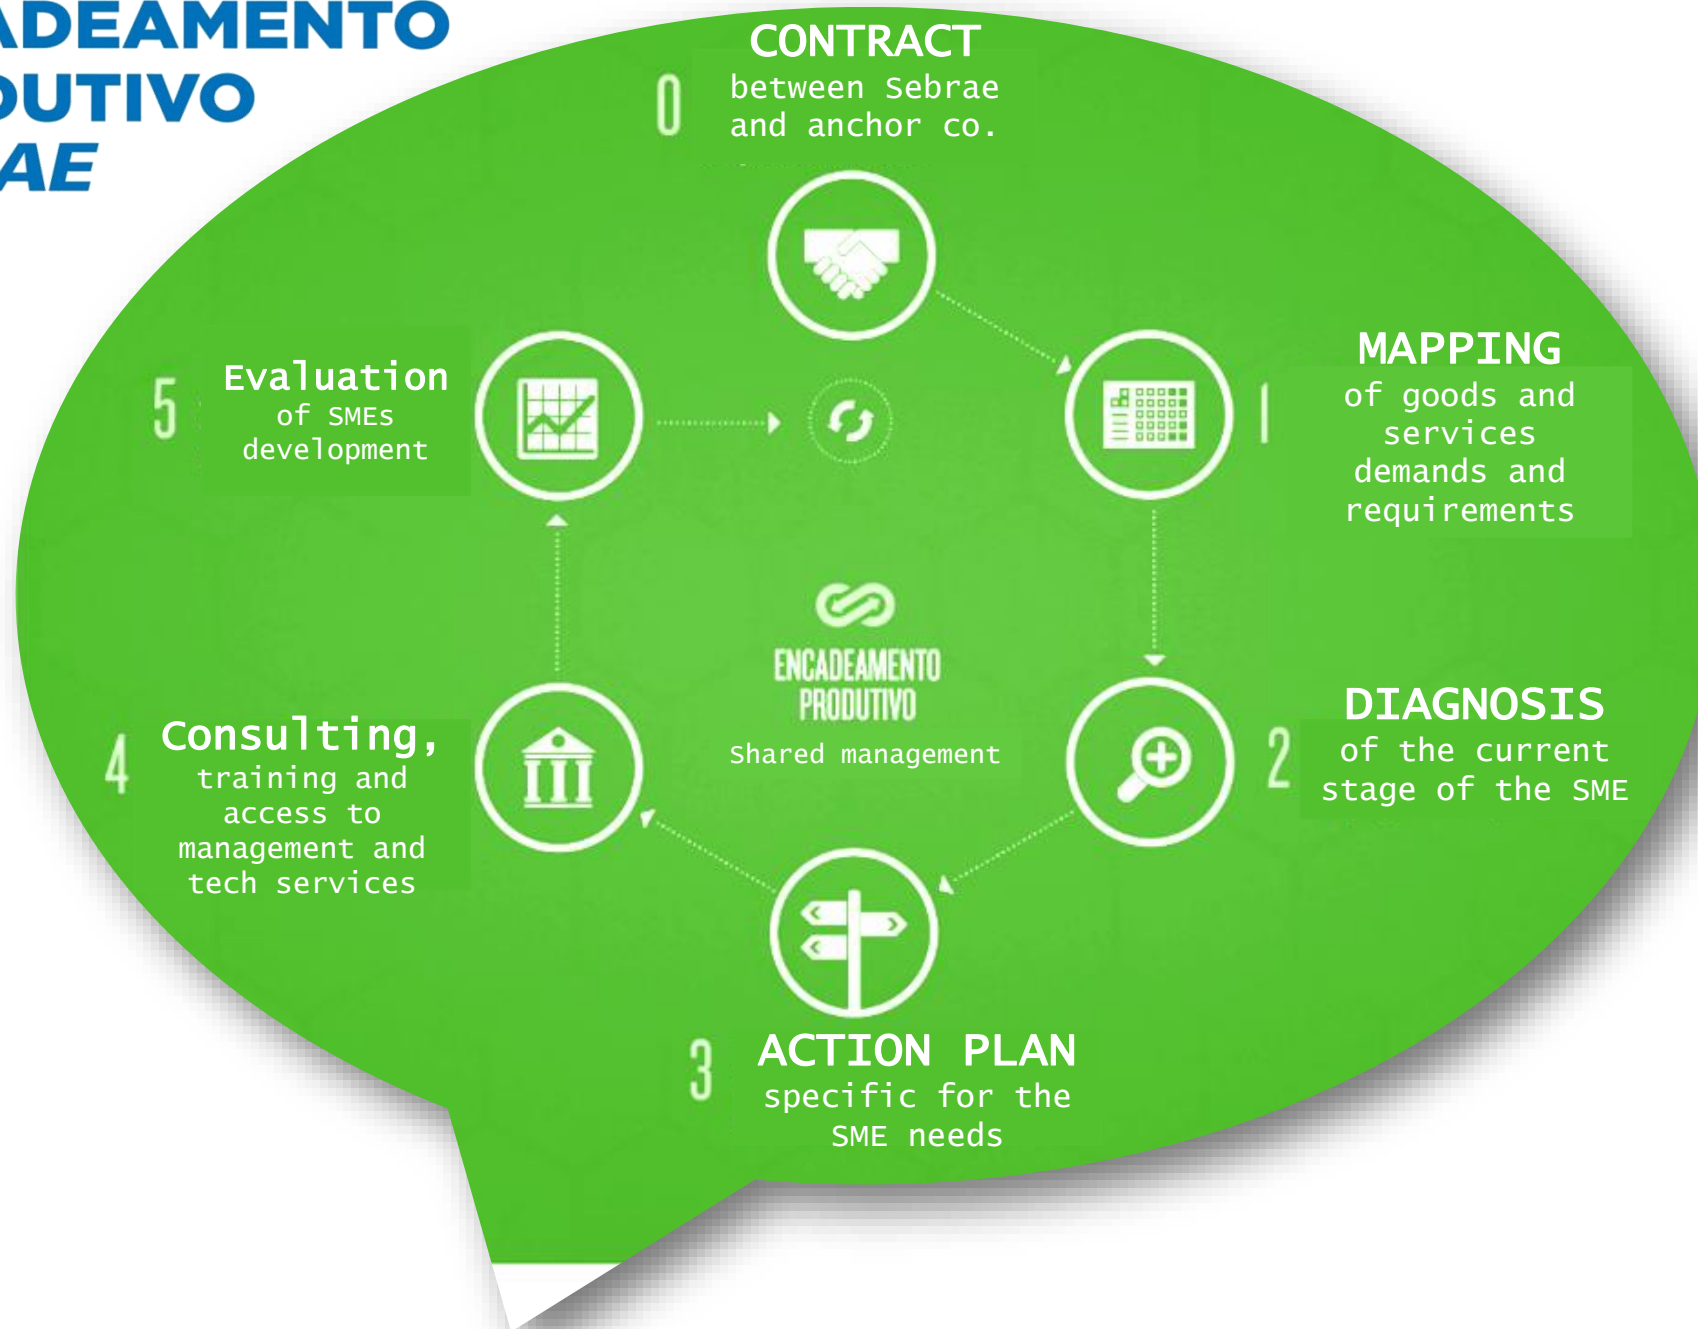 ADEAMENTO
DUTIVO
AE
0
CONTRACT
between Sebrae
and anchor co.
1
MAPPING
of goods and
services
demands and
requirements
2
DIAGNOSIS
of the current
stage of the SME
3
ACTION PLAN
specific for the
SME needs
4
Consulting,
training and
access to
management and
tech services
5
Evaluation
of SMEs
development
ENCADEAMENTO
PRODUTIVO
Shared management